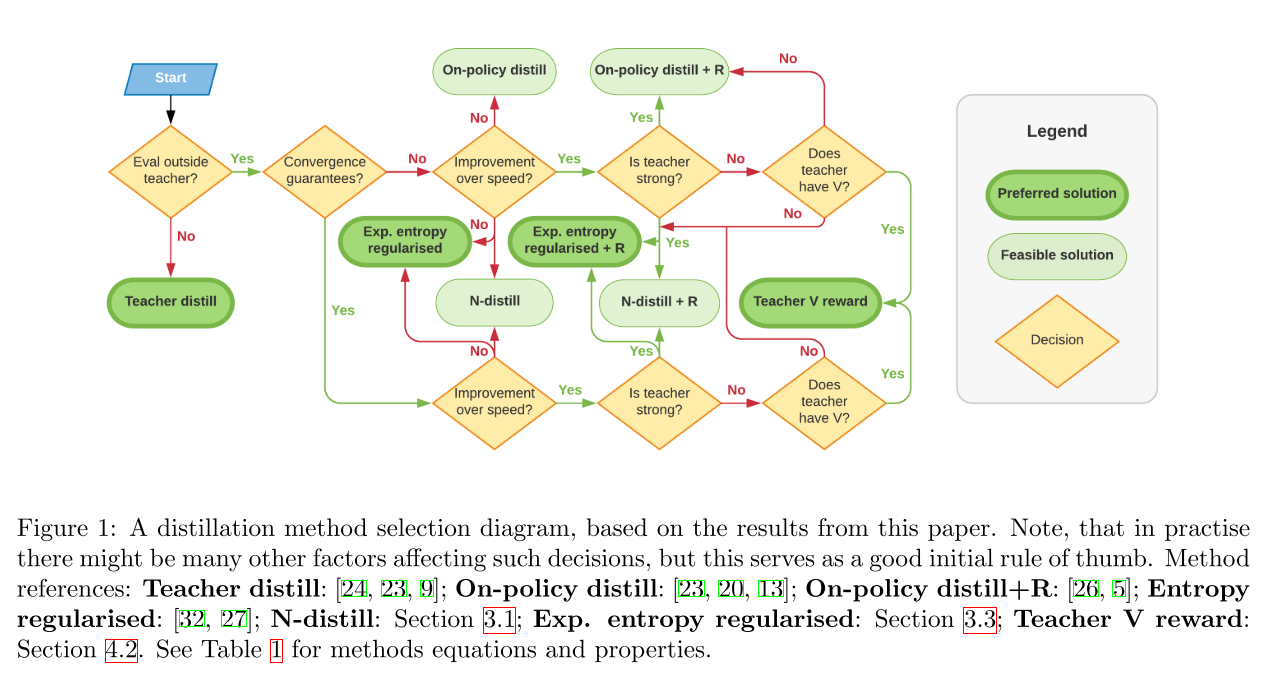 On-policy distill
On-policy distill + R
No
Start
No
Yes
Legend
Eval outside
teacher?
Yes
Convergence
guarantees?
No
Improvement
over speed?
Yes
Is teacher
strong?
No
Does
teacher
have V?
Preferred solution
No
Exp. entropy
regularised
No
Exp. entropy
regularised + R
Yes
No
Yes
Feasible solution
Teacher distill
Yes
N-distill
N-distill + R
Teacher V reward
Decision
No
Yes
No
Improvement
over speed?
Yes
Is teacher
strong?
No
Does
teacher
have V?
Yes
Figure 1: A distillation method selection diagram, based on the results from this paper. Note, that in practise
there might be many other factors affecting such decisions, but this serves as a good initial rule of thumb. Method
references: Teacher distill: [24, 23, 9]; On-policy distill: [23, 20, 13]; On-policy distill+R: [26, 5]; Entropy
regularised: [32, 27]; N-distill: Section 3.1; Exp. entropy regularised: Section 3.3; Teacher V reward:
Section 4.2. See Table 1 for methods equations and properties.